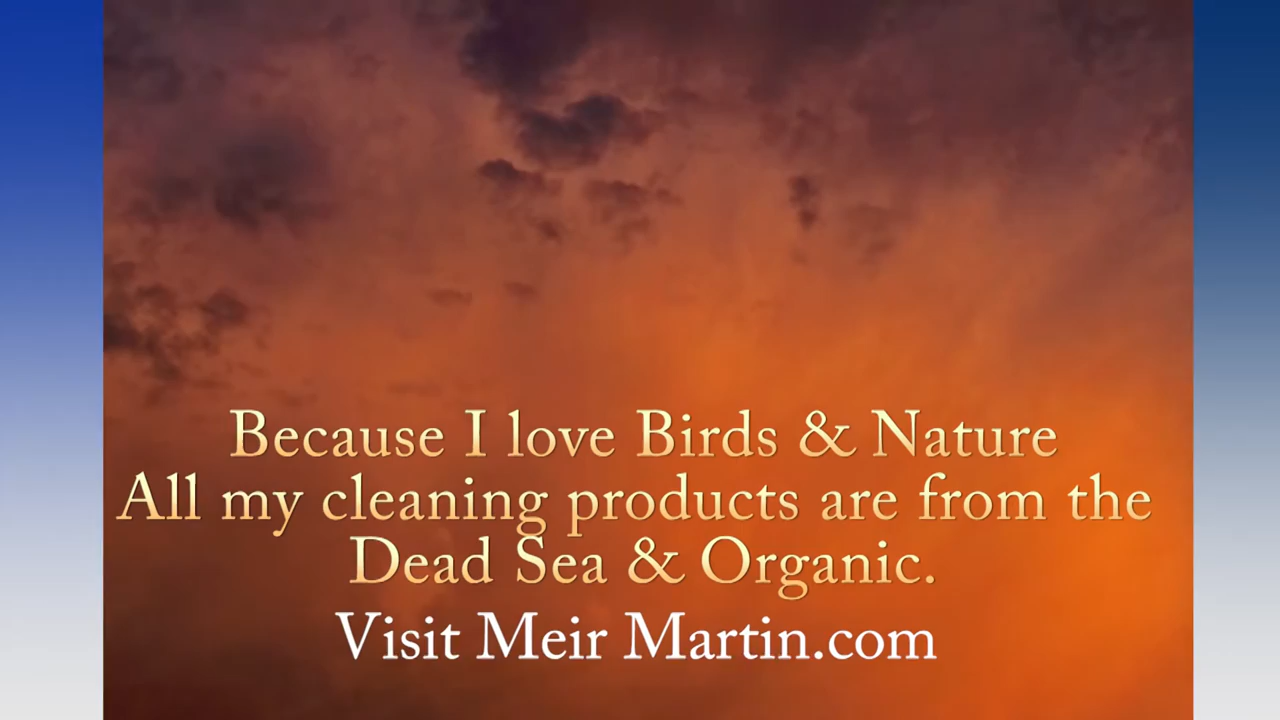 Because I love Birds & Nature
All my cleaning products are from the
Dead Sea & Organic.
Visit Meir Martin.com